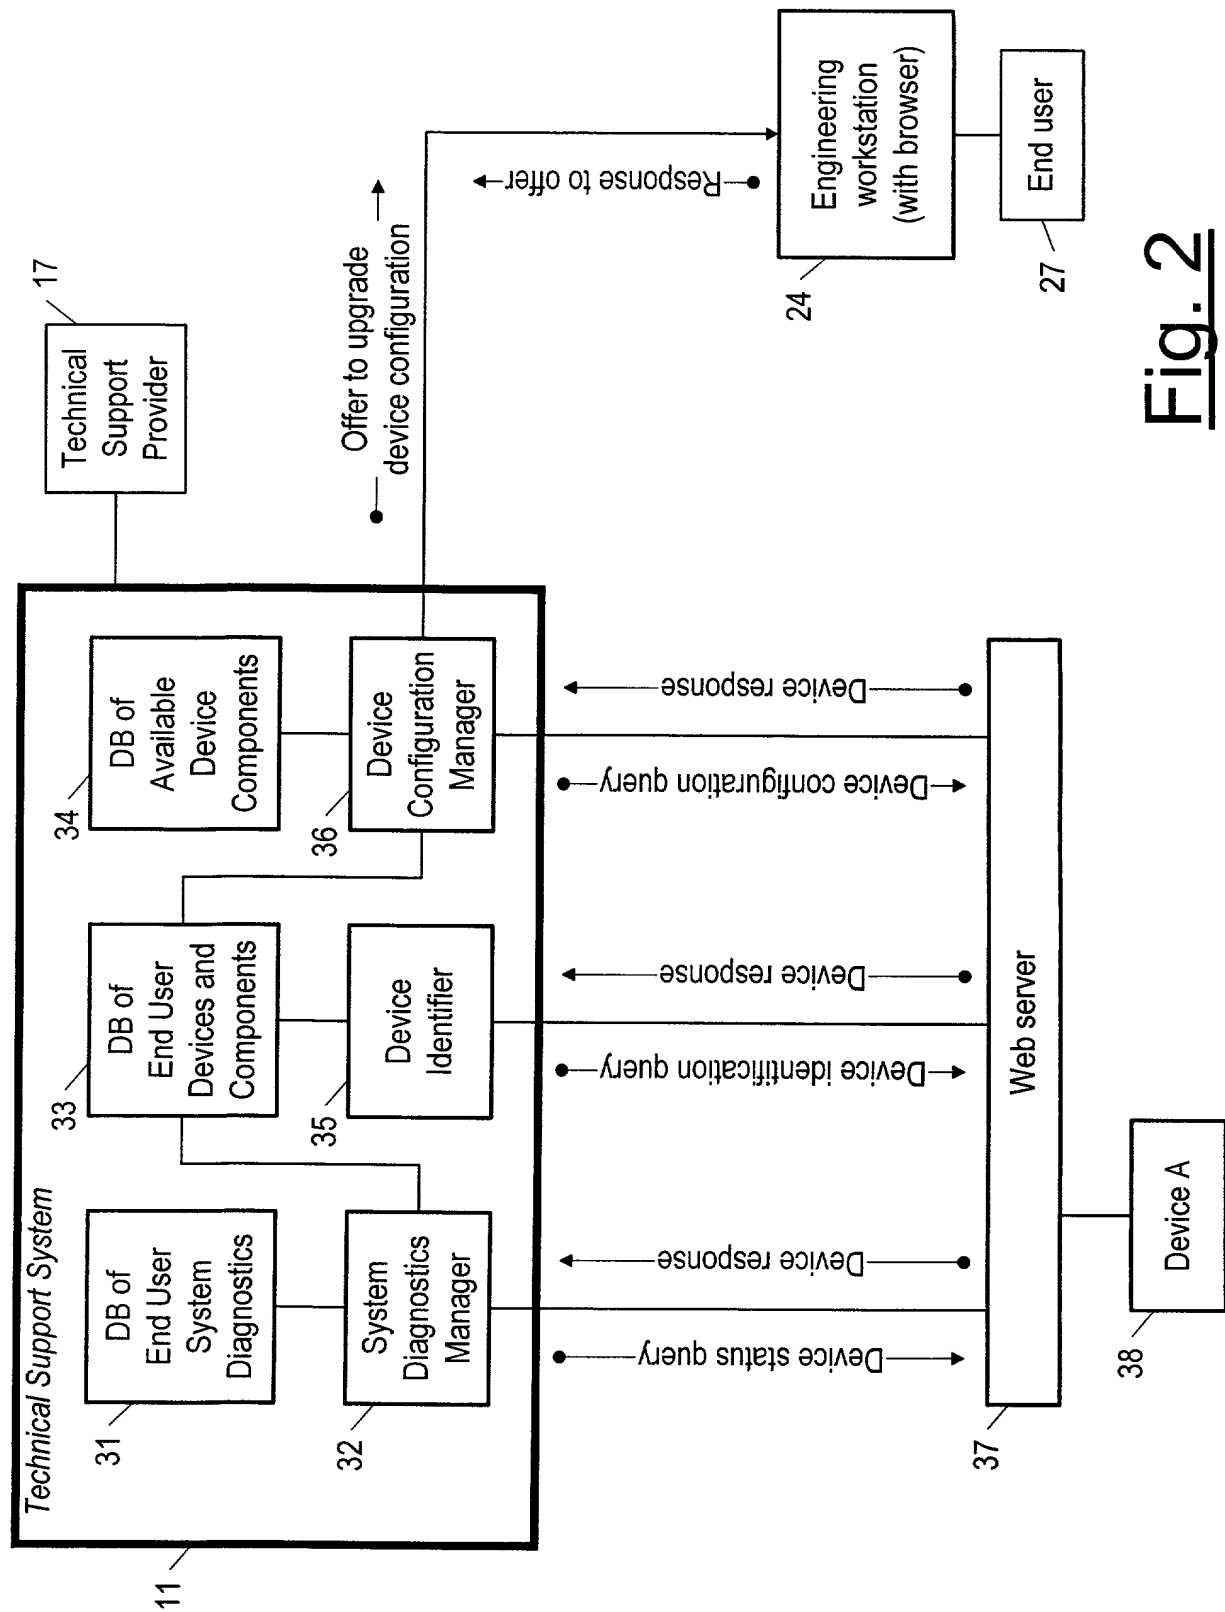 Technical Support System
11
DB of
End User
System
Diagnostics
31
DB of
End User
Devices and
Components
33
DB of
Available
Device
Components
34
Technical
Support
Provider
17
System
Diagnostics
Manager
32
Device
Identifier
35
Device
Configuration
Manager
36
Offer to upgrade
device configuration
Response to offer
Device status query
Device response
Device identification query
Device response
Device configuration query
Device response
Engineering
workstation
(with browser)
24
End user
27
Web server
37
Device A
38
Fig. 2